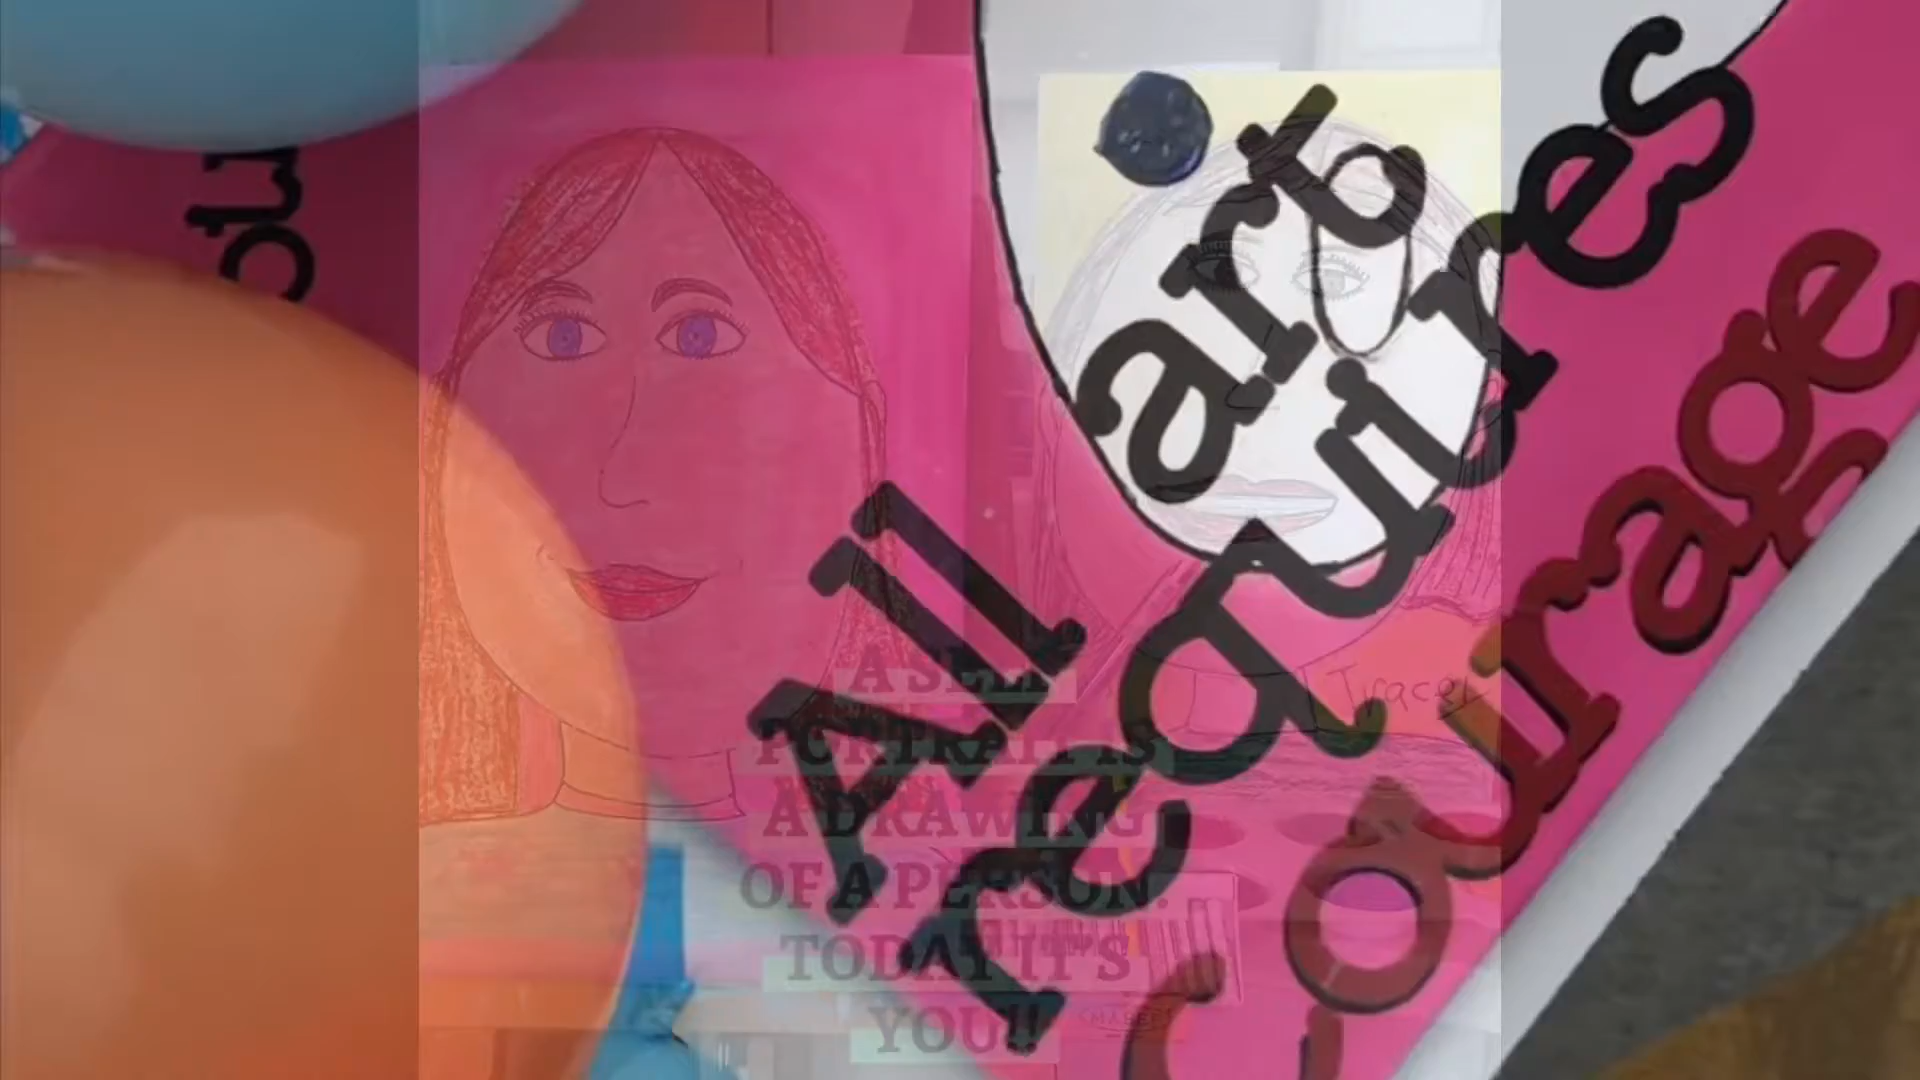 All art
requires
courage
Tracey
A SELF
PORTRAIT IS
A DRAWING
OF A PERSON.
TODAY IT'S
YOU!!